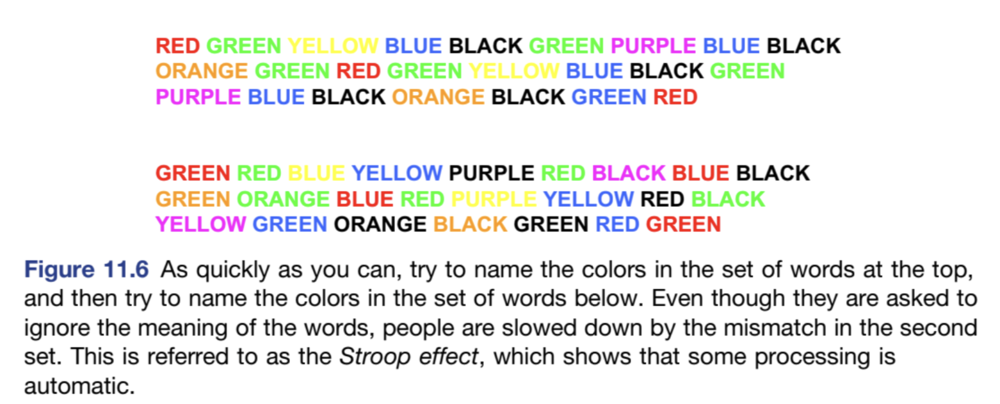 RED GREEN YELLOW BLUE BLACK GREEN PURPLE BLUE BLACK
ORANGE GREEN RED GREEN YELLOW BLUE BLACK GREEN
PURPLE BLUE BLACK ORANGE BLACK GREEN RED
GREEN RED BLUE YELLOW PURPLE RED BLACK BLUE BLACK
GREEN ORANGE BLUE RED PURPLE YELLOW RED BLACK
YELLOW GREEN ORANGE BLACK GREEN RED GREEN
Figure 11.6 As quickly as you can, try to name the colors in the set of words at the top,
and then try to name the colors in the set of words below. Even though they are asked to
ignore the meaning of the words, people are slowed down by the mismatch in the second
set. This is referred to as the Stroop effect, which shows that some processing is
automatic.